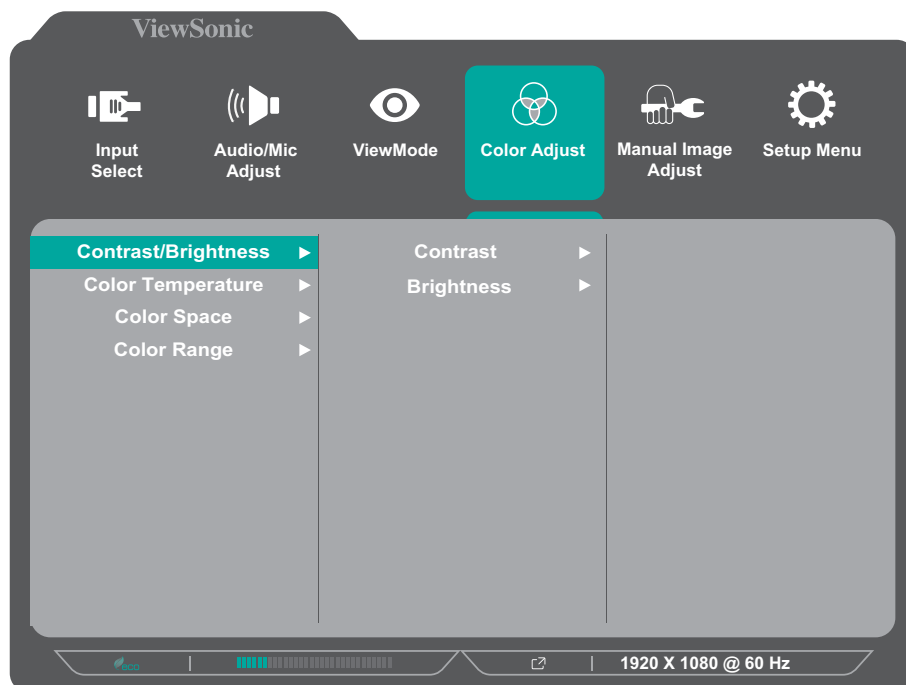 ViewSonic
Input Select
Audio/Mic Adjust
ViewMode
Color Adjust
Manual Image Adjust
Setup Menu
Contrast/Brightness
Contrast
Color Temperature
Brightness
Color Space
Color Range
eco
1920 X 1080 @ 60 Hz